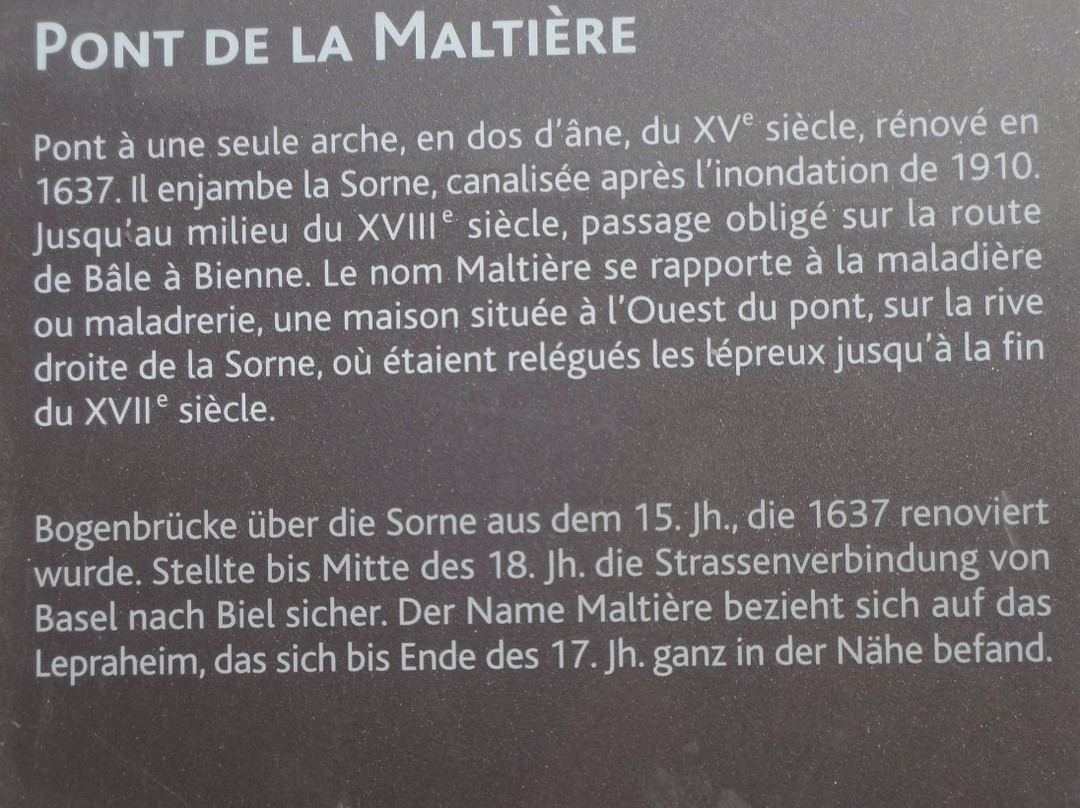 PONT DE LA MALTIÈRE
Pont à une seule arche, en dos d'âne, du XVe siècle, rénové en
1637. Il enjambe la Sorne, canalisée après l'inondation de 1910.
Jusqu'au milieu du XVIIIe siècle, passage obligé sur la route
de Bâle à Bienne. Le nom Maltière se rapporte à la maladière
ou maladrerie, une maison située à l'Ouest du pont, sur la rive
droite de la Sorne, où étaient relégués les lépreux jusqu'à la fin
du XVIIe siècle.
Bogenbrücke über die Sorne aus dem 15. Jh., die 1637 renoviert
wurde. Stellte bis Mitte des 18. Jh. die Strassenverbindung von
Basel nach Biel sicher. Der Name Maltière bezieht sich auf das
Lepraheim, das sich bis Ende des 17. Jh. ganz in der Nähe befand.